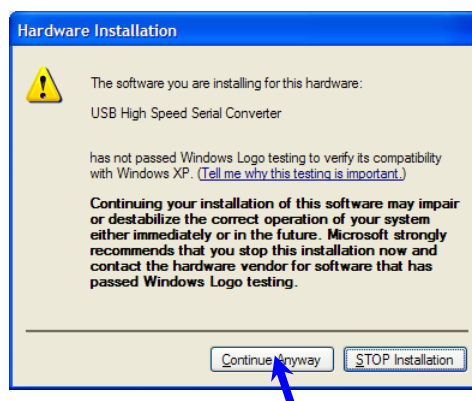 Hardware Installation
The software you are installing for this hardware:
USB High Speed Serial Converter
has not passed Windows Logo testing to verify its compatibility
with Windows XP. (Tell me why this testing is important.)
Continuing your installation of this software may impair
or destabilize the correct operation of your system
either immediately or in the future. Microsoft strongly
recommends that you stop this installation now and
contact the hardware vendor for software that has
passed Windows Logo testing.
Continue Anyway STOP Installation